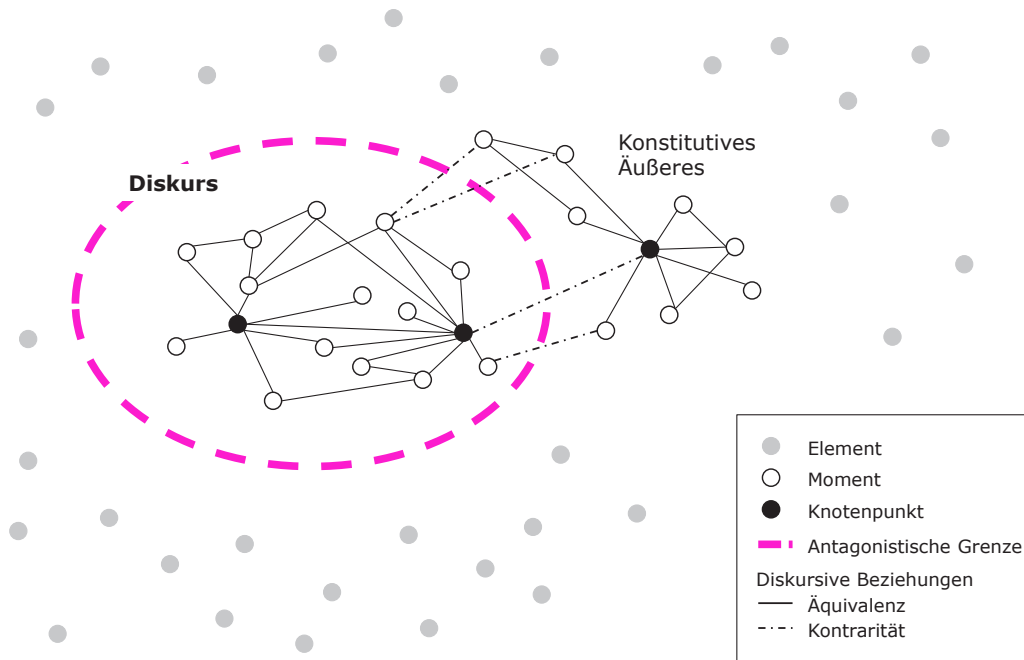 Konstitutives
Äußeres
Diskurs
Element
Moment
Knotenpunkt
Antagonistische Grenze
Diskursive Beziehungen
Äquivalenz
Kontrarität